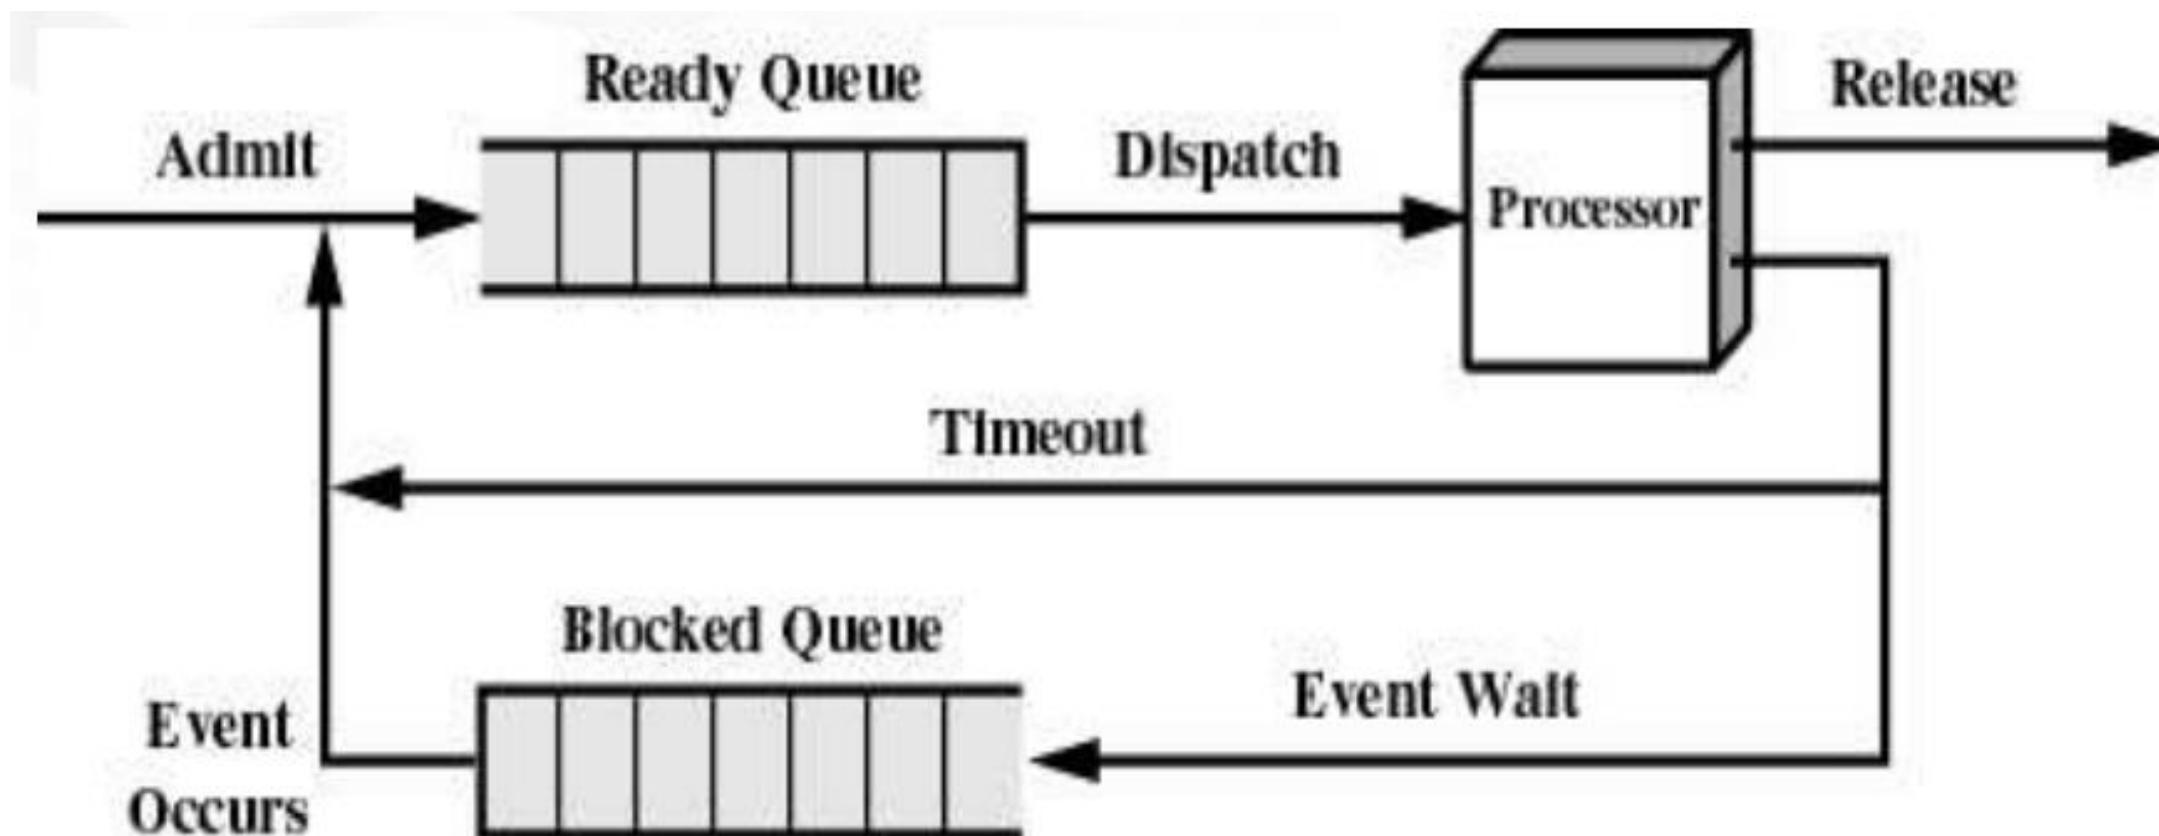 Ready Queue
Release
Admit
Dispatch
Processor
Timeout
Blocked Queue
Event Wait
Event
Occurs